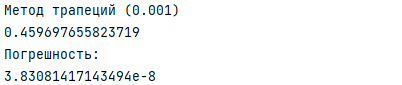 Метод трапеций (0.001)
0.459697655823719
Погрешность:
3.83081417143494e-8